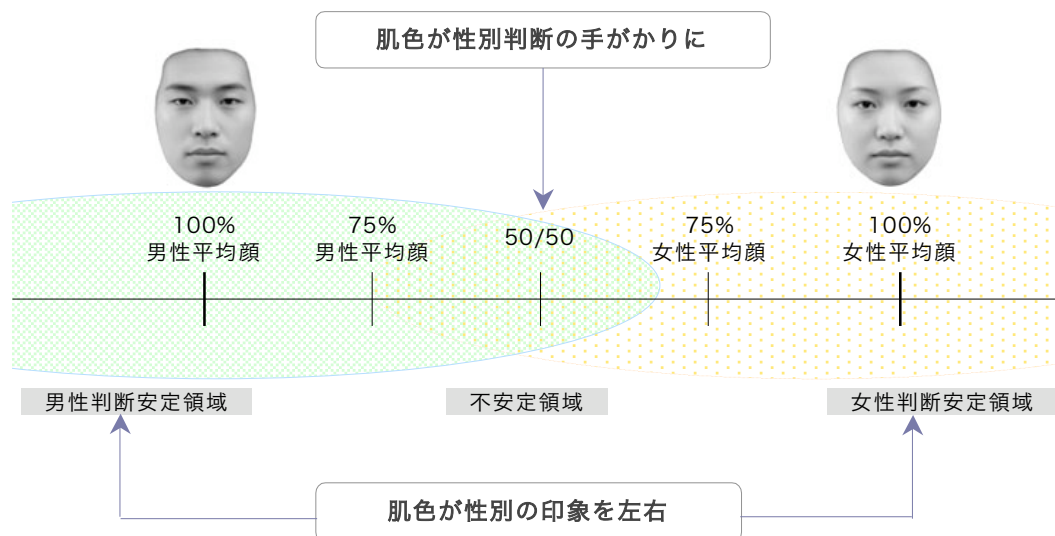 肌色が性別判断の手がかりに
100%
男性平均顔
75%
男性平均顔
50/50
75%
女性平均顔
100%
女性平均顔
男性判断安定領域
不安定領域
女性判断安定領域
肌色が性別の印象を左右